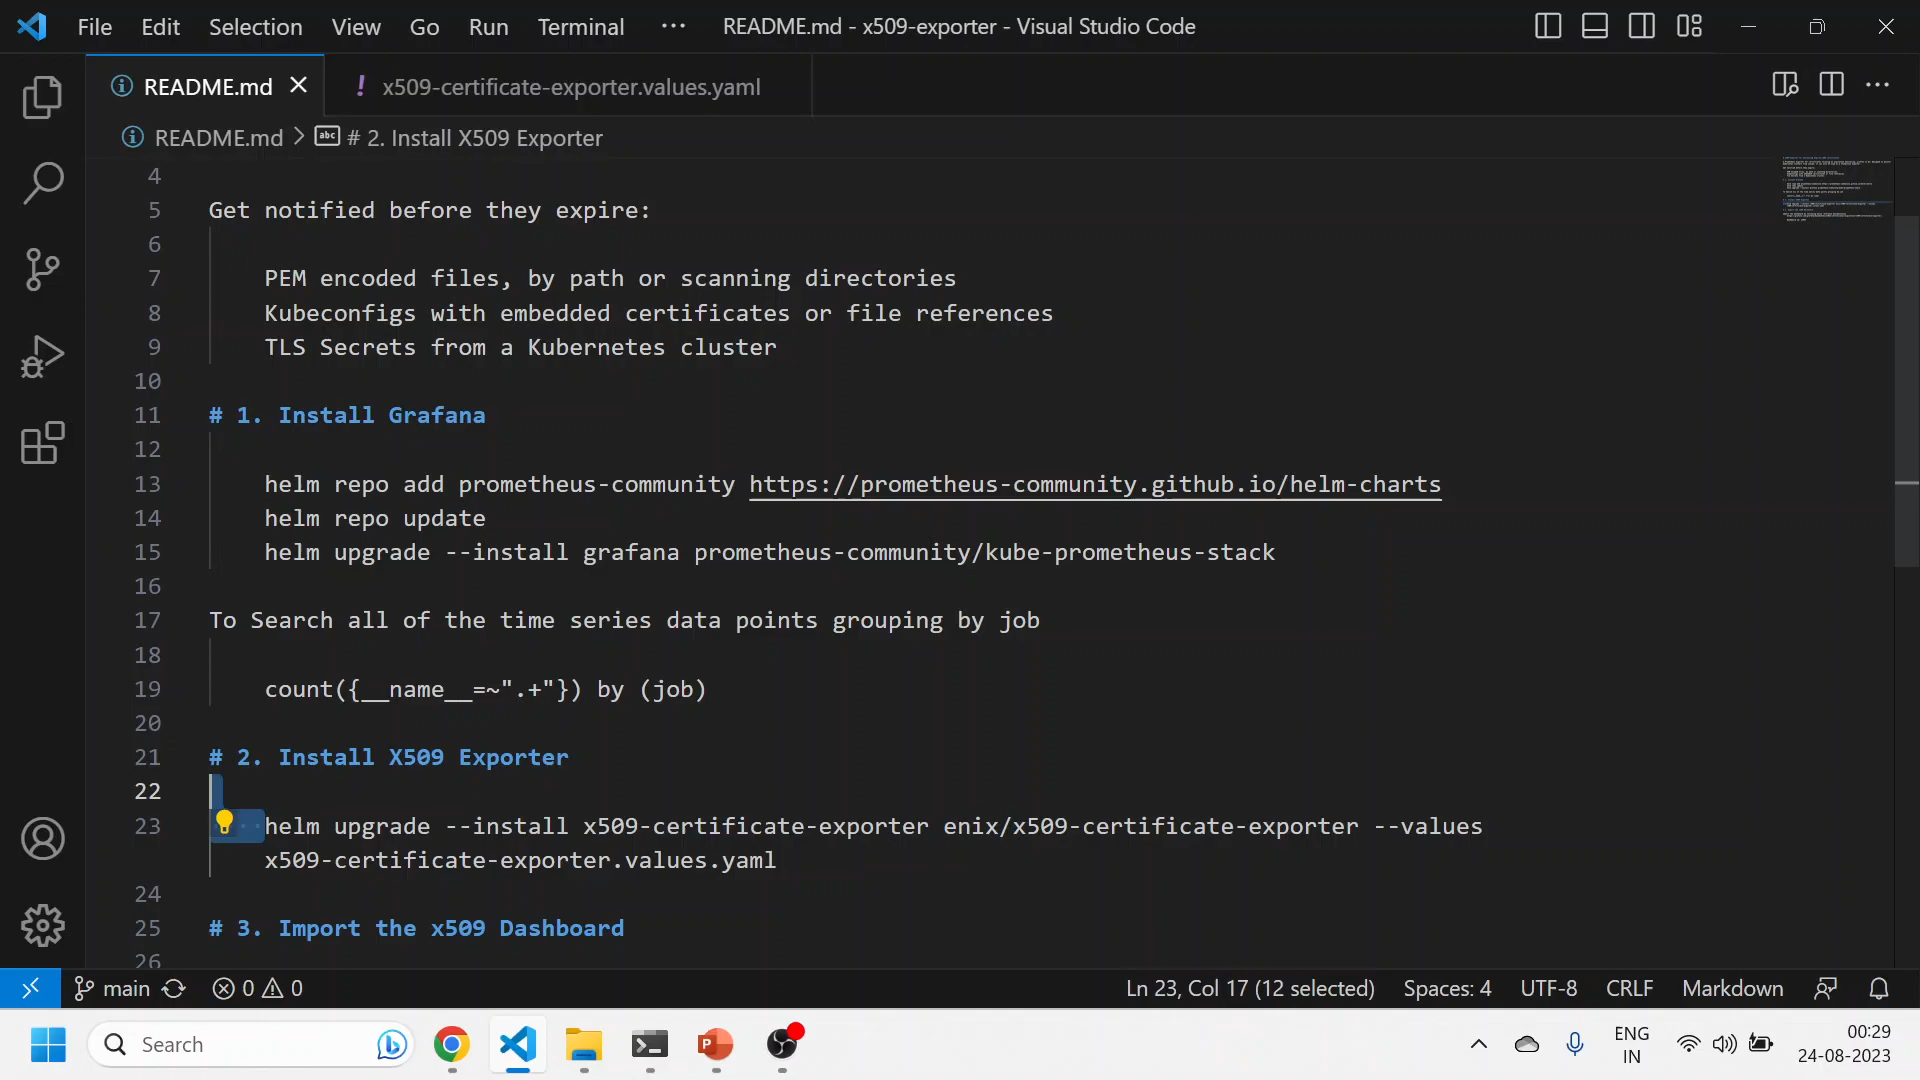 File Edit Selection View Go Run Terminal ··· README.md - x509-exporter - Visual Studio Code
README.md
! x509-certificate-exporter.values.yaml
README.md > abc # 2. Install X509 Exporter
4
5 Get notified before they expire:
6
7 PEM encoded files, by path or scanning directories
8 Kubeconfigs with embedded certificates or file references
9 TLS Secrets from a Kubernetes cluster
10
11 # 1. Install Grafana
12
13 helm repo add prometheus-community https://prometheus-community.github.io/helm-charts
14 helm repo update
15 helm upgrade --install grafana prometheus-community/kube-prometheus-stack
16
17 To Search all of the time series data points grouping by job
18
19 count({__name__=~".+"}) by (job)
20
21 # 2. Install X509 Exporter
22
23 helm upgrade --install x509-certificate-exporter enix/x509-certificate-exporter --values
x509-certificate-exporter.values.yaml
24
25 # 3. Import the x509 Dashboard
26
main 0 0 Ln 23, Col 17 (12 selected) Spaces: 4 UTF-8 CRLF Markdown
Search
P
ENG
IN
00:29
24-08-2023